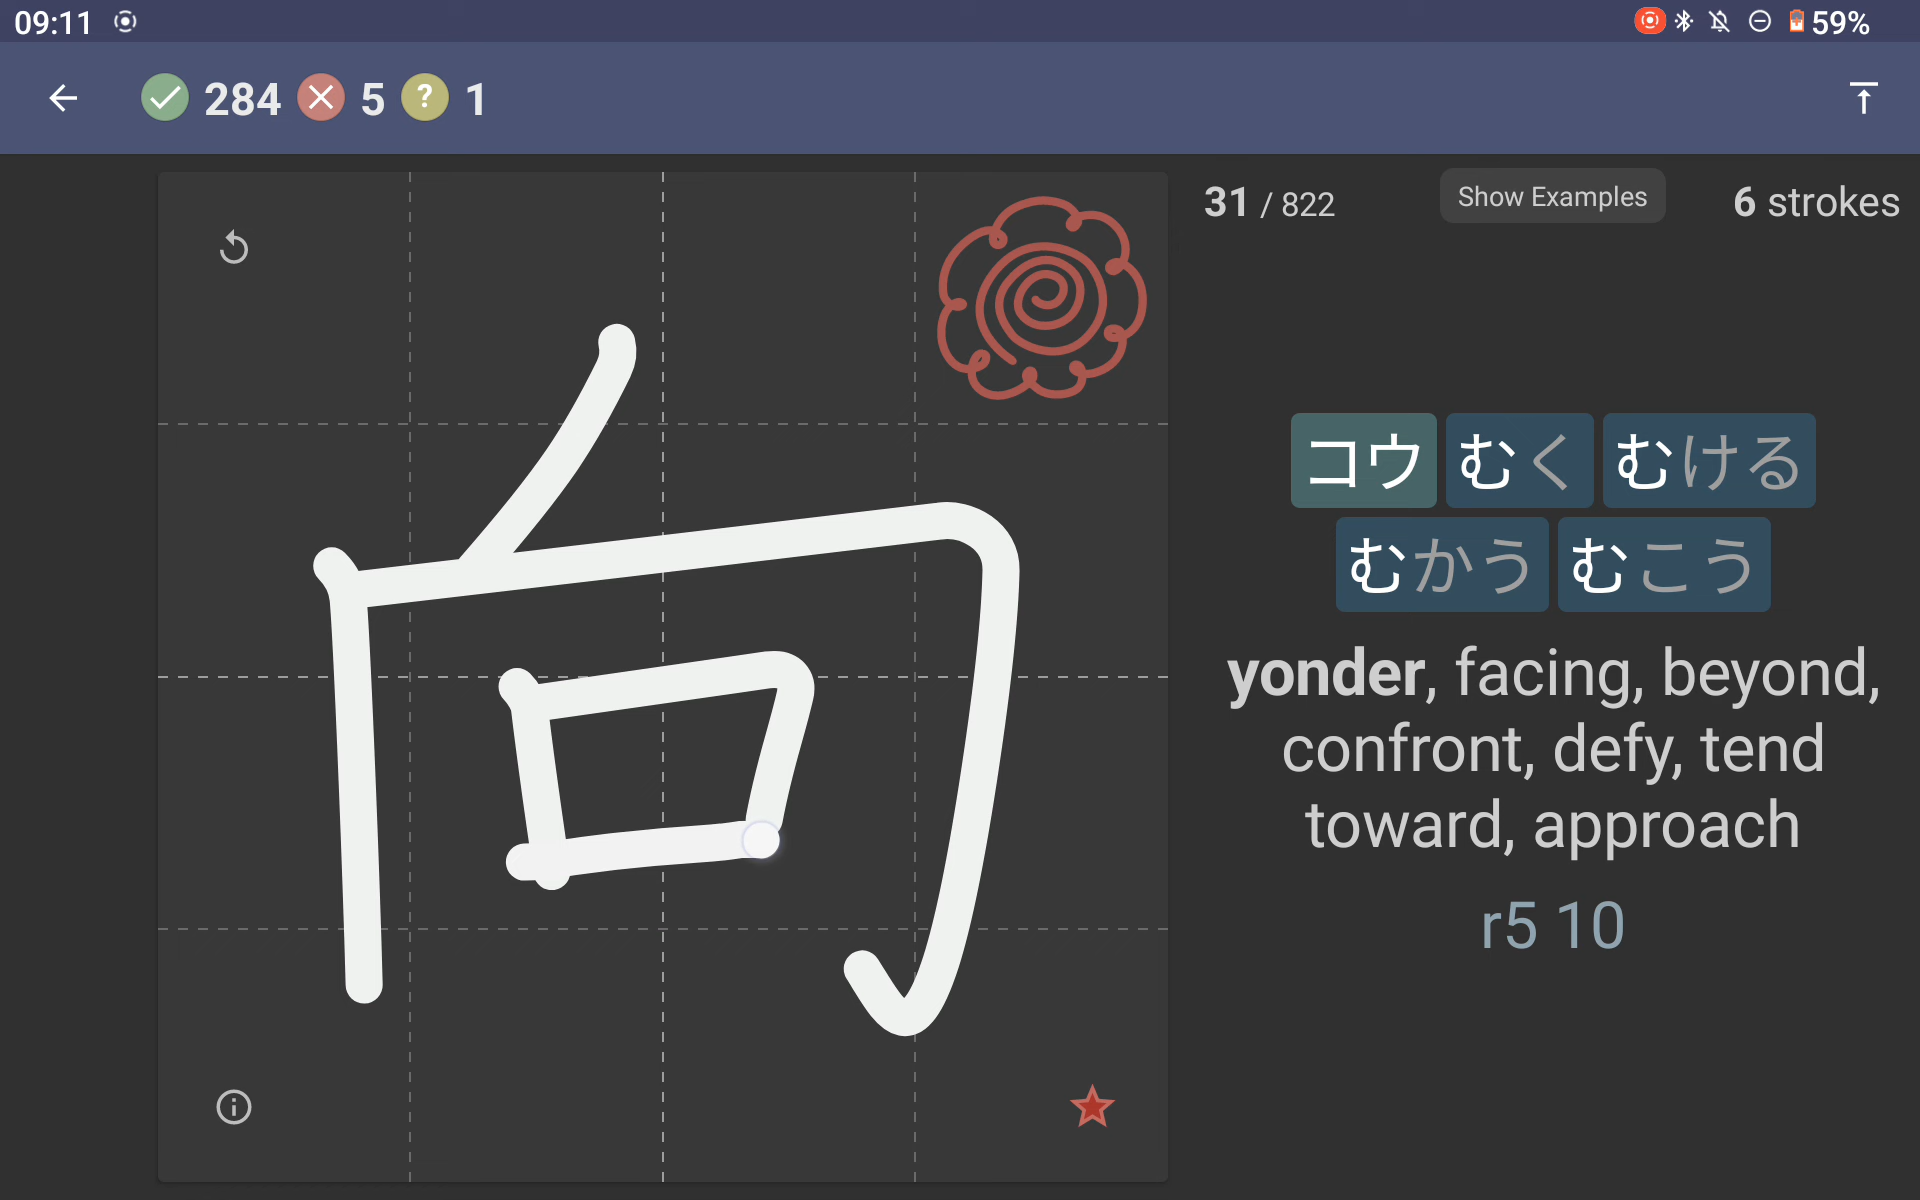 09:11 59%
284 5 ? 1
31 / 822 Show Examples 6 strokes
向
コウ むく むける
むかう むこう
yonder, facing, beyond,
confront, defy, tend
toward, approach
r5 10